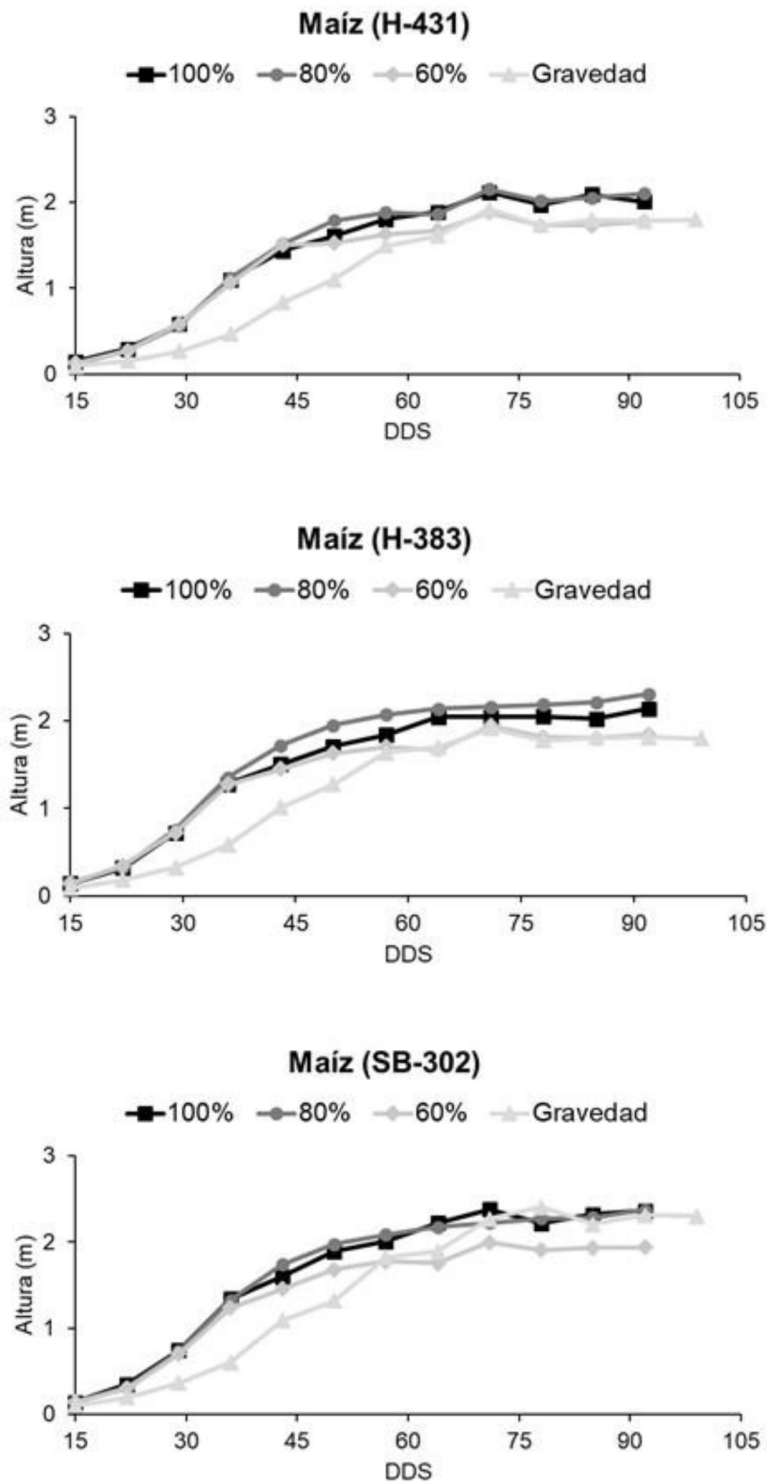 Maíz (H-431)
100% 80% 60% Gravedad
3
2
1
0
Altura (m)
15 30 45 60 75 90 105
DDS
Maíz (H-383)
100% 80% 60% Gravedad
3
2
1
0
Altura (m)
15 30 45 60 75 90 105
DDS
Maíz (SB-302)
100% 80% 60% Gravedad
3
2
1
0
Altura (m)
15 30 45 60 75 90 105
DDS